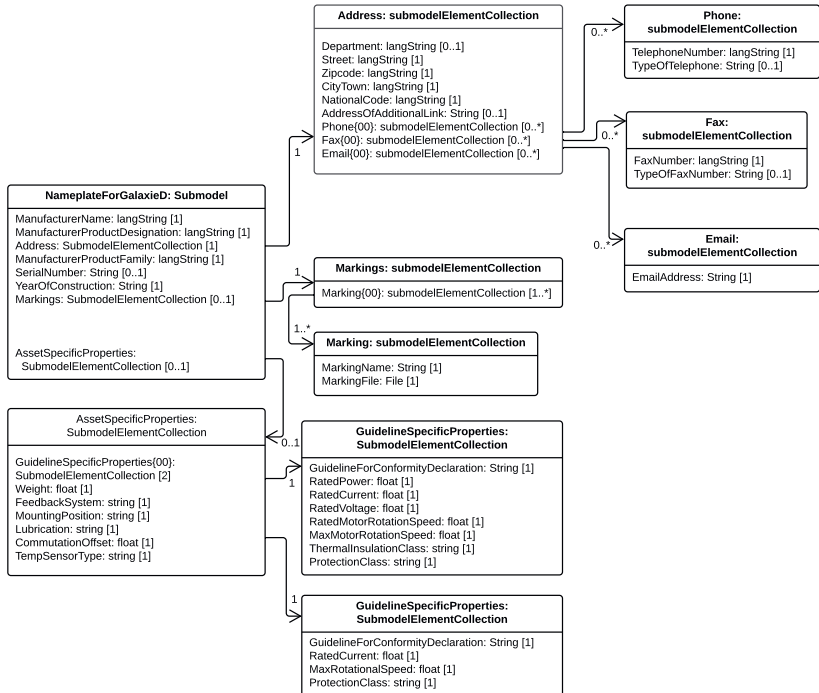 Address: submodelElementCollection
Department: langString [0..1]
Street: langString [1]
Zipcode: langString [1]
CityTown: langString [1]
NationalCode: langString [1]
AddressOfAdditionalLink: String [0..1]
Phone{00}: submodelElementCollection [0..*]
Fax{00}: submodelElementCollection [0..*]
Email{00}: submodelElementCollection [0..*]
Phone:
submodelElementCollection
TelephoneNumber: langString [1]
TypeOfTelephone: String [0..1]
0..*
Fax:
submodelElementCollection
FaxNumber: langString [1]
TypeOfFaxNumber: String [0..1]
0..*
Email:
submodelElementCollection
EmailAddress: String [1]
0..*
1
NameplateForGalaxieD: Submodel
ManufacturerName: langString [1]
ManufacturerProductDesignation: langString [1]
Address: SubmodelElementCollection [1]
ManufacturerProductFamily: langString [1]
SerialNumber: String [0..1]
YearOfConstruction: String [1]
Markings: SubmodelElementCollection [0..1]
AssetSpecificProperties:
SubmodelElementCollection [0..1]
1
Markings: submodelElementCollection
Marking{00}: submodelElementCollection [1..*]
1..*
Marking: submodelElementCollection
MarkingName: String [1]
MarkingFile: File [1]
AssetSpecificProperties:
SubmodelElementCollection
GuidelineSpecificProperties{00}:
SubmodelElementCollection [2]
Weight: float [1]
FeedbackSystem: string [1]
MountingPosition: string [1]
Lubrication: string [1]
CommutationOffset: float [1]
TempSensorType: string [1]
0..1
1
GuidelineSpecificProperties:
SubmodelElementCollection
GuidelineForConformityDeclaration: String [1]
RatedPower: float [1]
RatedCurrent: float [1]
RatedVoltage: float [1]
RatedMotorRotationSpeed: float [1]
MaxMotorRotationSpeed: float [1]
ThermalInsulationClass: string [1]
ProtectionClass: string [1]
1
GuidelineSpecificProperties:
SubmodelElementCollection
GuidelineForConformityDeclaration: String [1]
RatedCurrent: float [1]
MaxRotationalSpeed: float [1]
ProtectionClass: string [1]